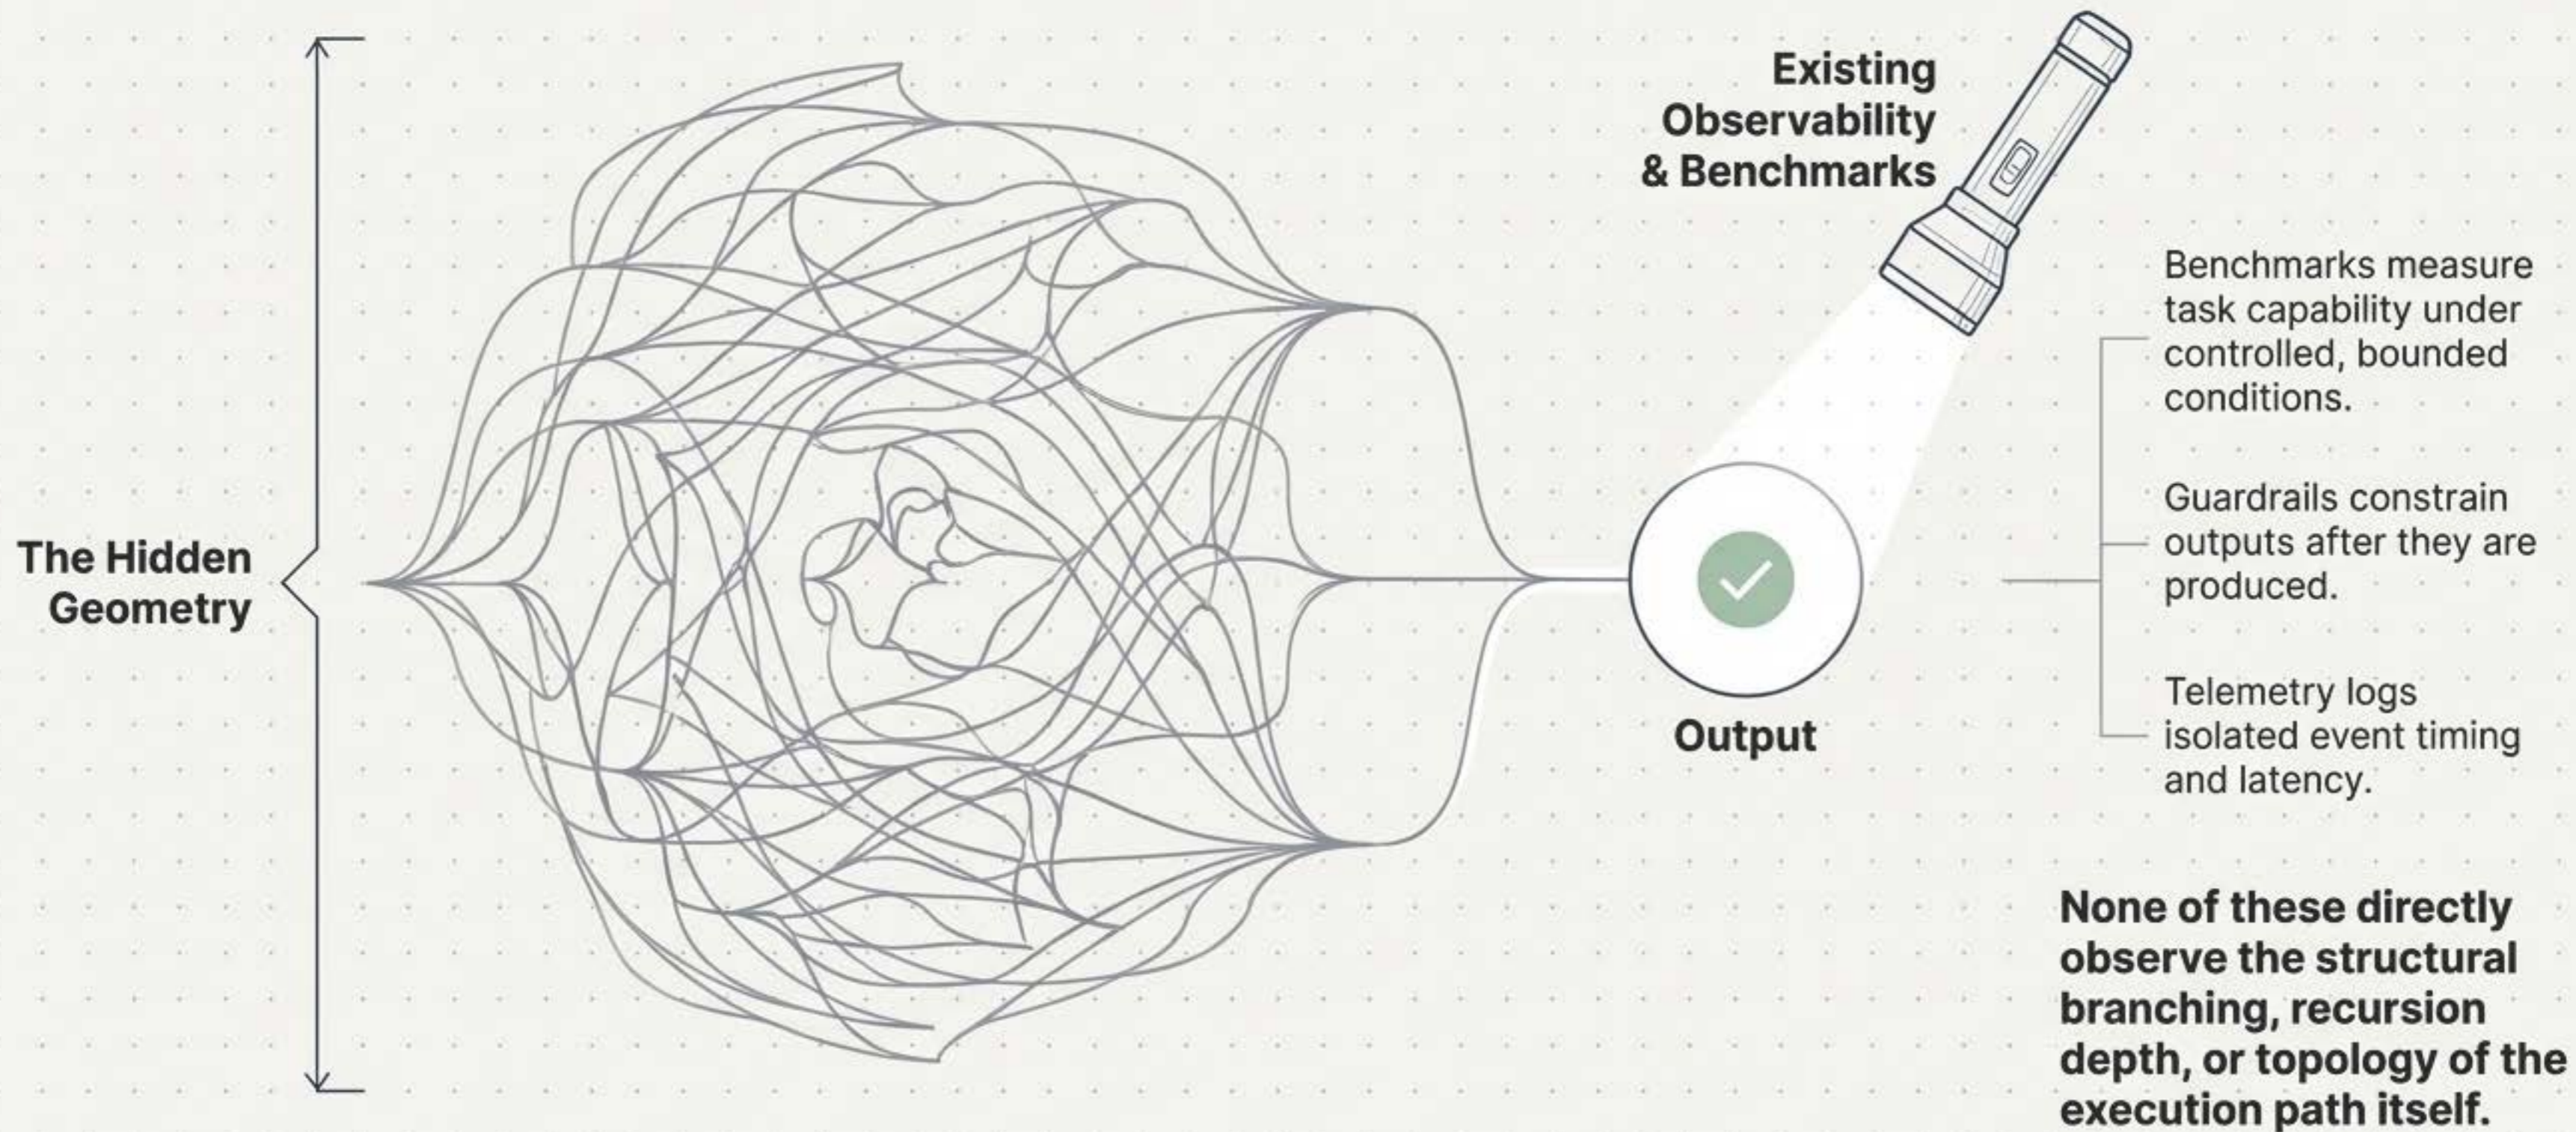 The Hidden
Geometry
Existing
Observability
& Benchmarks
Output
Benchmarks measure
task capability under
controlled, bounded
conditions.
Guardrails constrain
outputs after they are
produced.
Telemetry logs
isolated event timing
and latency.
None of these directly
observe the structural
branching, recursion
depth, or topology of the
execution path itself.